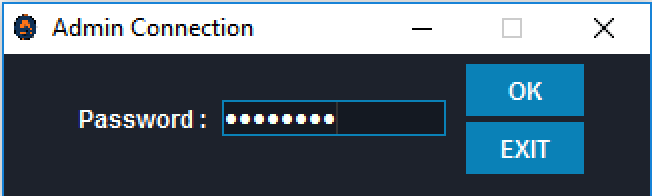 Admin Connection
OK
Password : ●●●●●●●●
EXIT